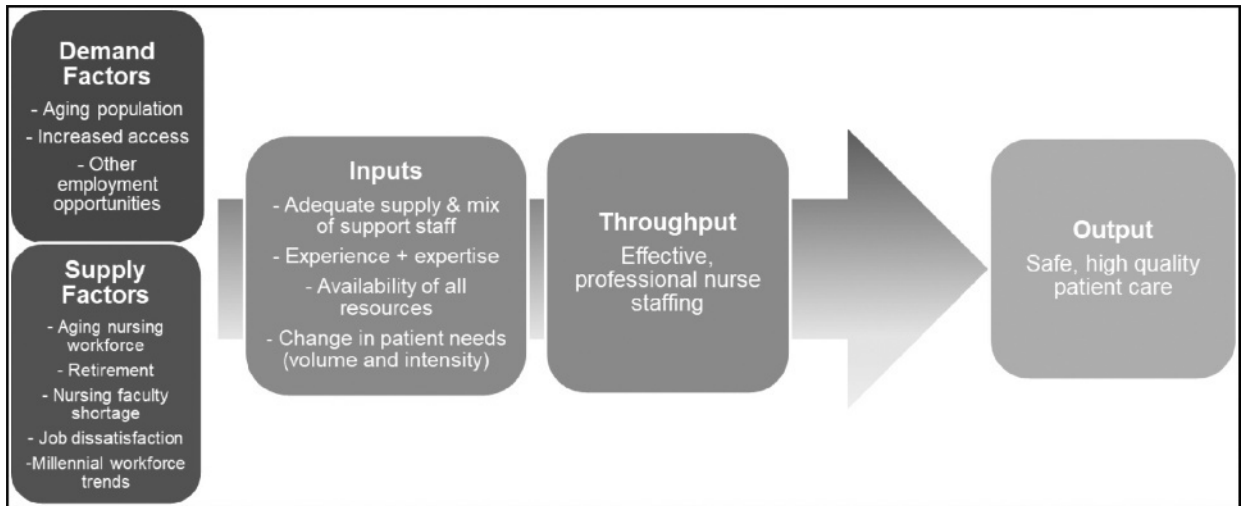 Demand
Factors
- Aging population
- Increased access
- Other
employment
opportunities
Supply
Factors
- Aging nursing
workforce
- Retirement
- Nursing faculty
shortage
- Job dissatisfaction
-Millennial workforce
trends
Inputs
- Adequate supply & mix
of support staff
- Experience + expertise
- Availability of all
resources
- Change in patient needs
(volume and intensity)
Throughput
Effective,
professional nurse
staffing
Output
Safe, high quality
patient care